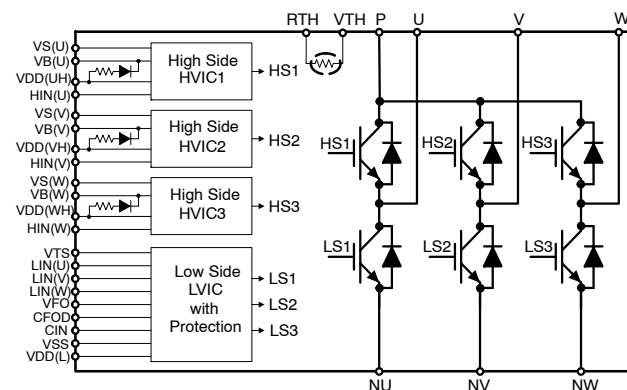 RTH VTH P U V W
VS(U)
VB(U)
VDD(UH)
HIN(U)
High Side
HVIC1
HS1
VS(V)
VB(V)
VDD(VH)
HIN(V)
High Side
HVIC2
HS2
VS(W)
VB(W)
VDD(WH)
HIN(W)
High Side
HVIC3
HS3
VTS
LIN(U)
LIN(V)
LIN(W)
VFO
CFOD
CIN
VSS
VDD(L)
Low Side
LVIC
with
Protection
LS1
LS2
LS3
HS1 HS2 HS3
LS1 LS2 LS3
NU NV NW